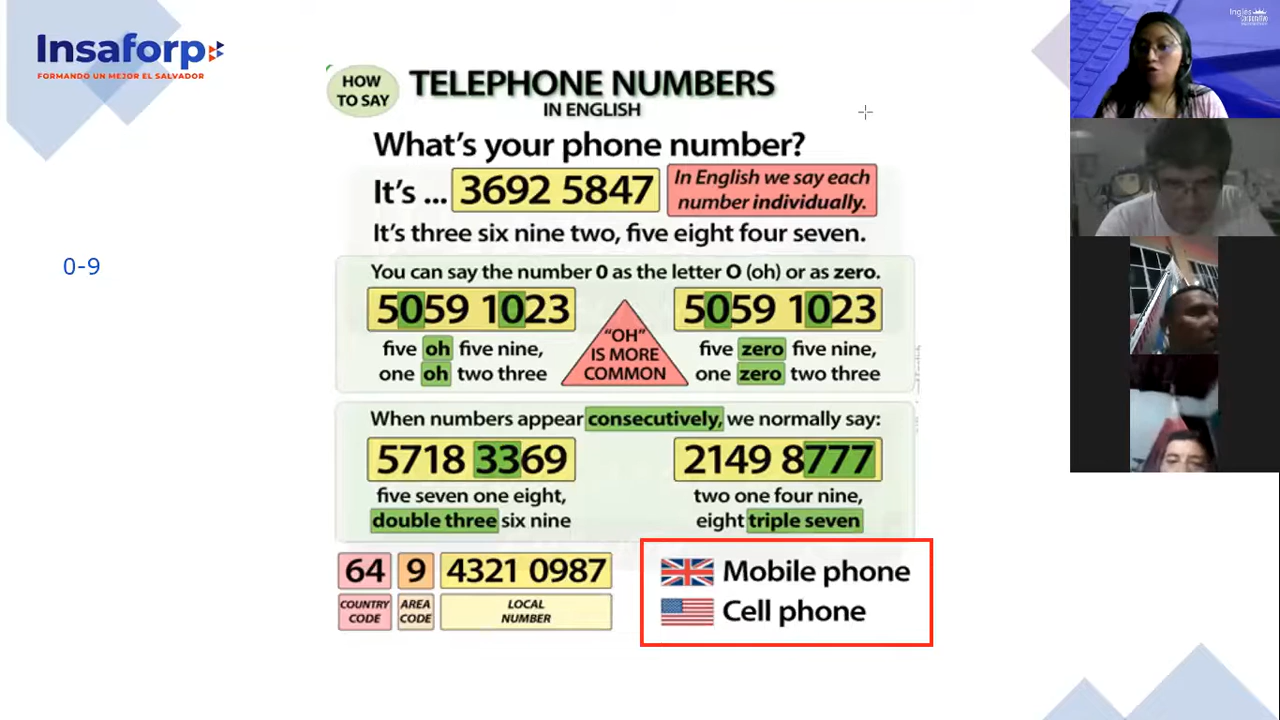 Insaforp
FORMANDO UN MEJOR EL SALVADOR
HOW
TO SAY
TELEPHONE NUMBERS
IN ENGLISH
What's your phone number?
It's ... 3692 5847
In English we say each
number individually.
It's three six nine two, five eight four seven.
0-9
You can say the number 0 as the letter O (oh) or as zero.
5059 1023
five oh five nine,
one oh two three
"OH"
IS MORE
COMMON
5059 1023
five zero five nine,
one zero two three
When numbers appear consecutively, we normally say:
5718 3369
five seven one eight,
double three six nine
2149 8777
two one four nine,
eight triple seven
64 9 4321 0987
COUNTRY
CODE
AREA
CODE
LOCAL
NUMBER
Mobile phone
Cell phone
Ingles